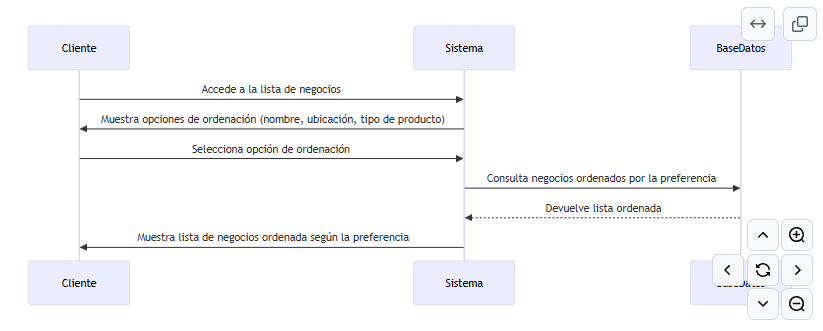 Cliente
Sistema
BaseDatos
Accede a la lista de negocios
Muestra opciones de ordenación (nombre, ubicación, tipo de producto)
Selecciona opción de ordenación
Consulta negocios ordenados por la preferencia
Devuelve lista ordenada
Muestra lista de negocios ordenada según la preferencia
Cliente
Sistema
BaseDatos